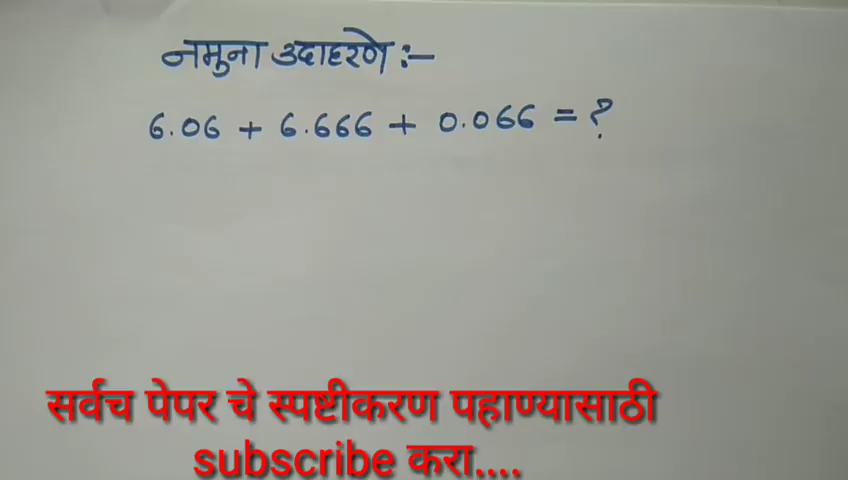 नमुना उदाहरणे :-
6.06 + 6.666 + 0.066 = ?
सर्वच पेपर चे स्पष्टीकरण पहाण्यासाठी
subscribe करा....